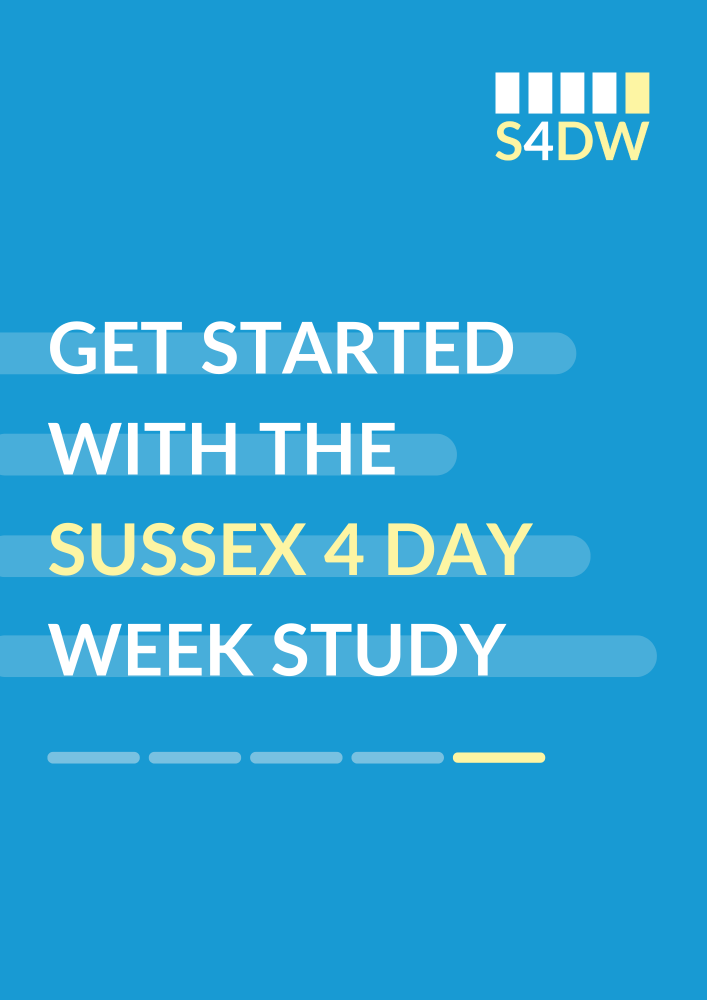 S4DW
GET STARTED
WITH THE
SUSSEX 4 DAY
WEEK STUDY